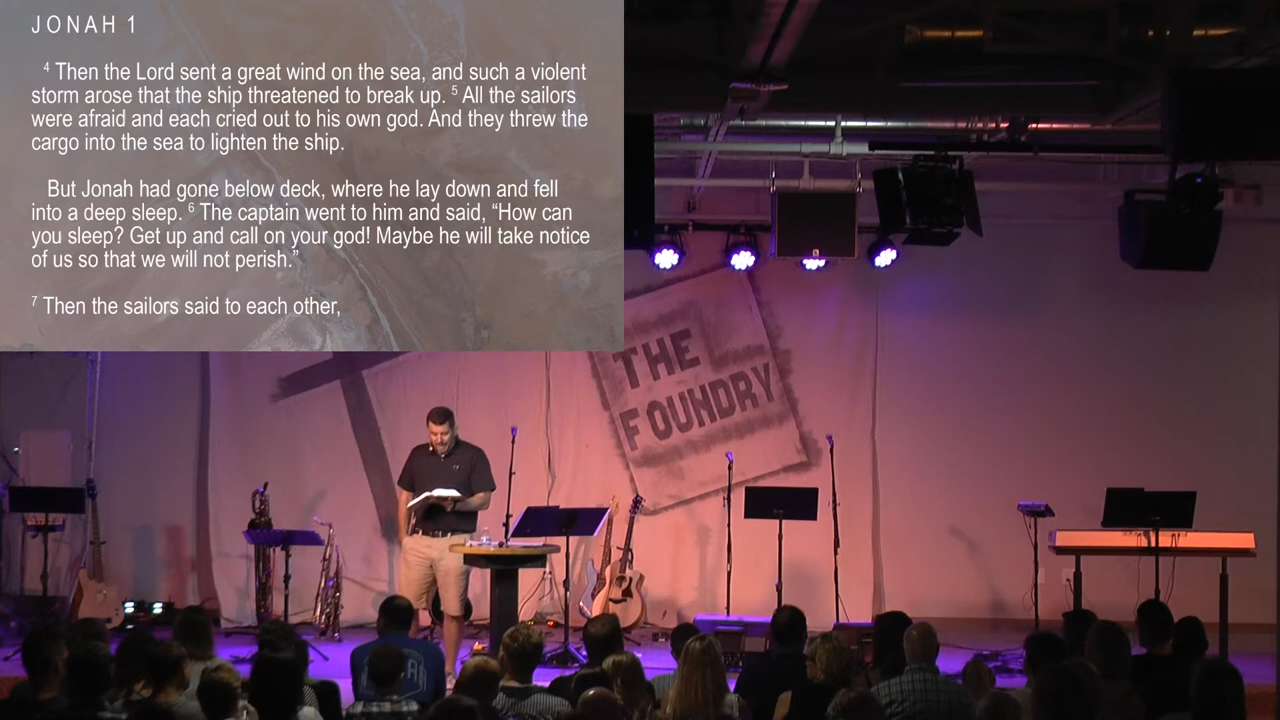 JONAH 1
4 Then the Lord sent a great wind on the sea, and such a violent
storm arose that the ship threatened to break up. 5 All the sailors
were afraid and each cried out to his own god. And they threw the
cargo into the sea to lighten the ship.
But Jonah had gone below deck, where he lay down and fell
into a deep sleep. 6 The captain went to him and said, “How can
you sleep? Get up and call on your god! Maybe he will take notice
of us so that we will not perish.”
7 Then the sailors said to each other,
THE
FOUNDRY